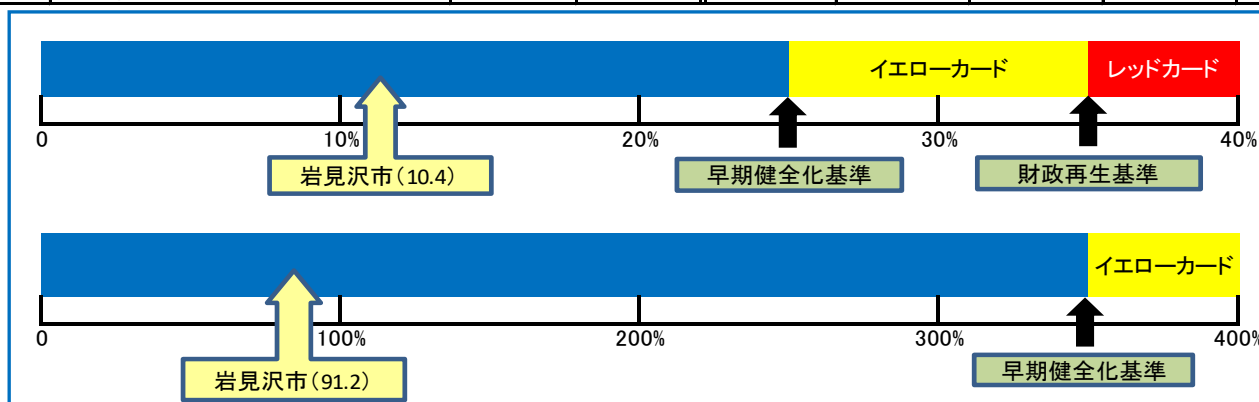 イエローカード レッドカード
0 10% 20% 30% 40%
岩見沢市(10.4) 早期健全化基準 財政再生基準
イエローカード
0 100% 200% 300% 400%
岩見沢市(91.2) 早期健全化基準